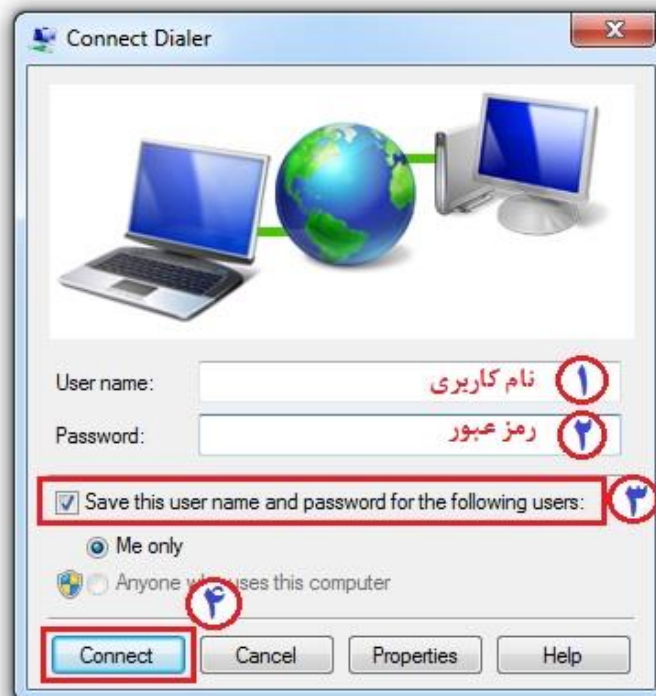 Connect Dialer
User name: نام کاربری ۱
Password: رمز عبور ۲
Save this user name and password for the following users: ۳
Me only
Anyone who uses this computer
۴
Connect Cancel Properties Help